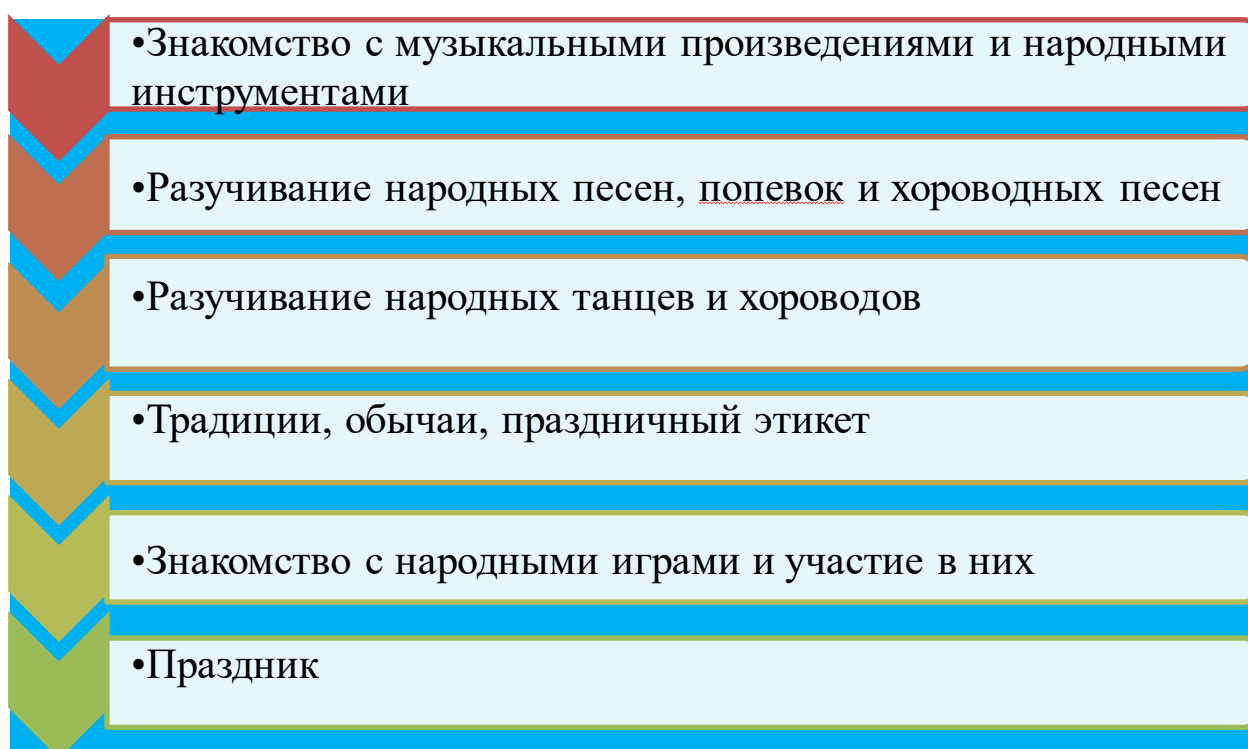 •Знакомство с музыкальными произведениями и народными
инструментами
•Разучивание народных песен, попевок и хороводных песен
•Разучивание народных танцев и хороводов
•Традиции, обычаи, праздничный этикет
•Знакомство с народными играми и участие в них
•Праздник